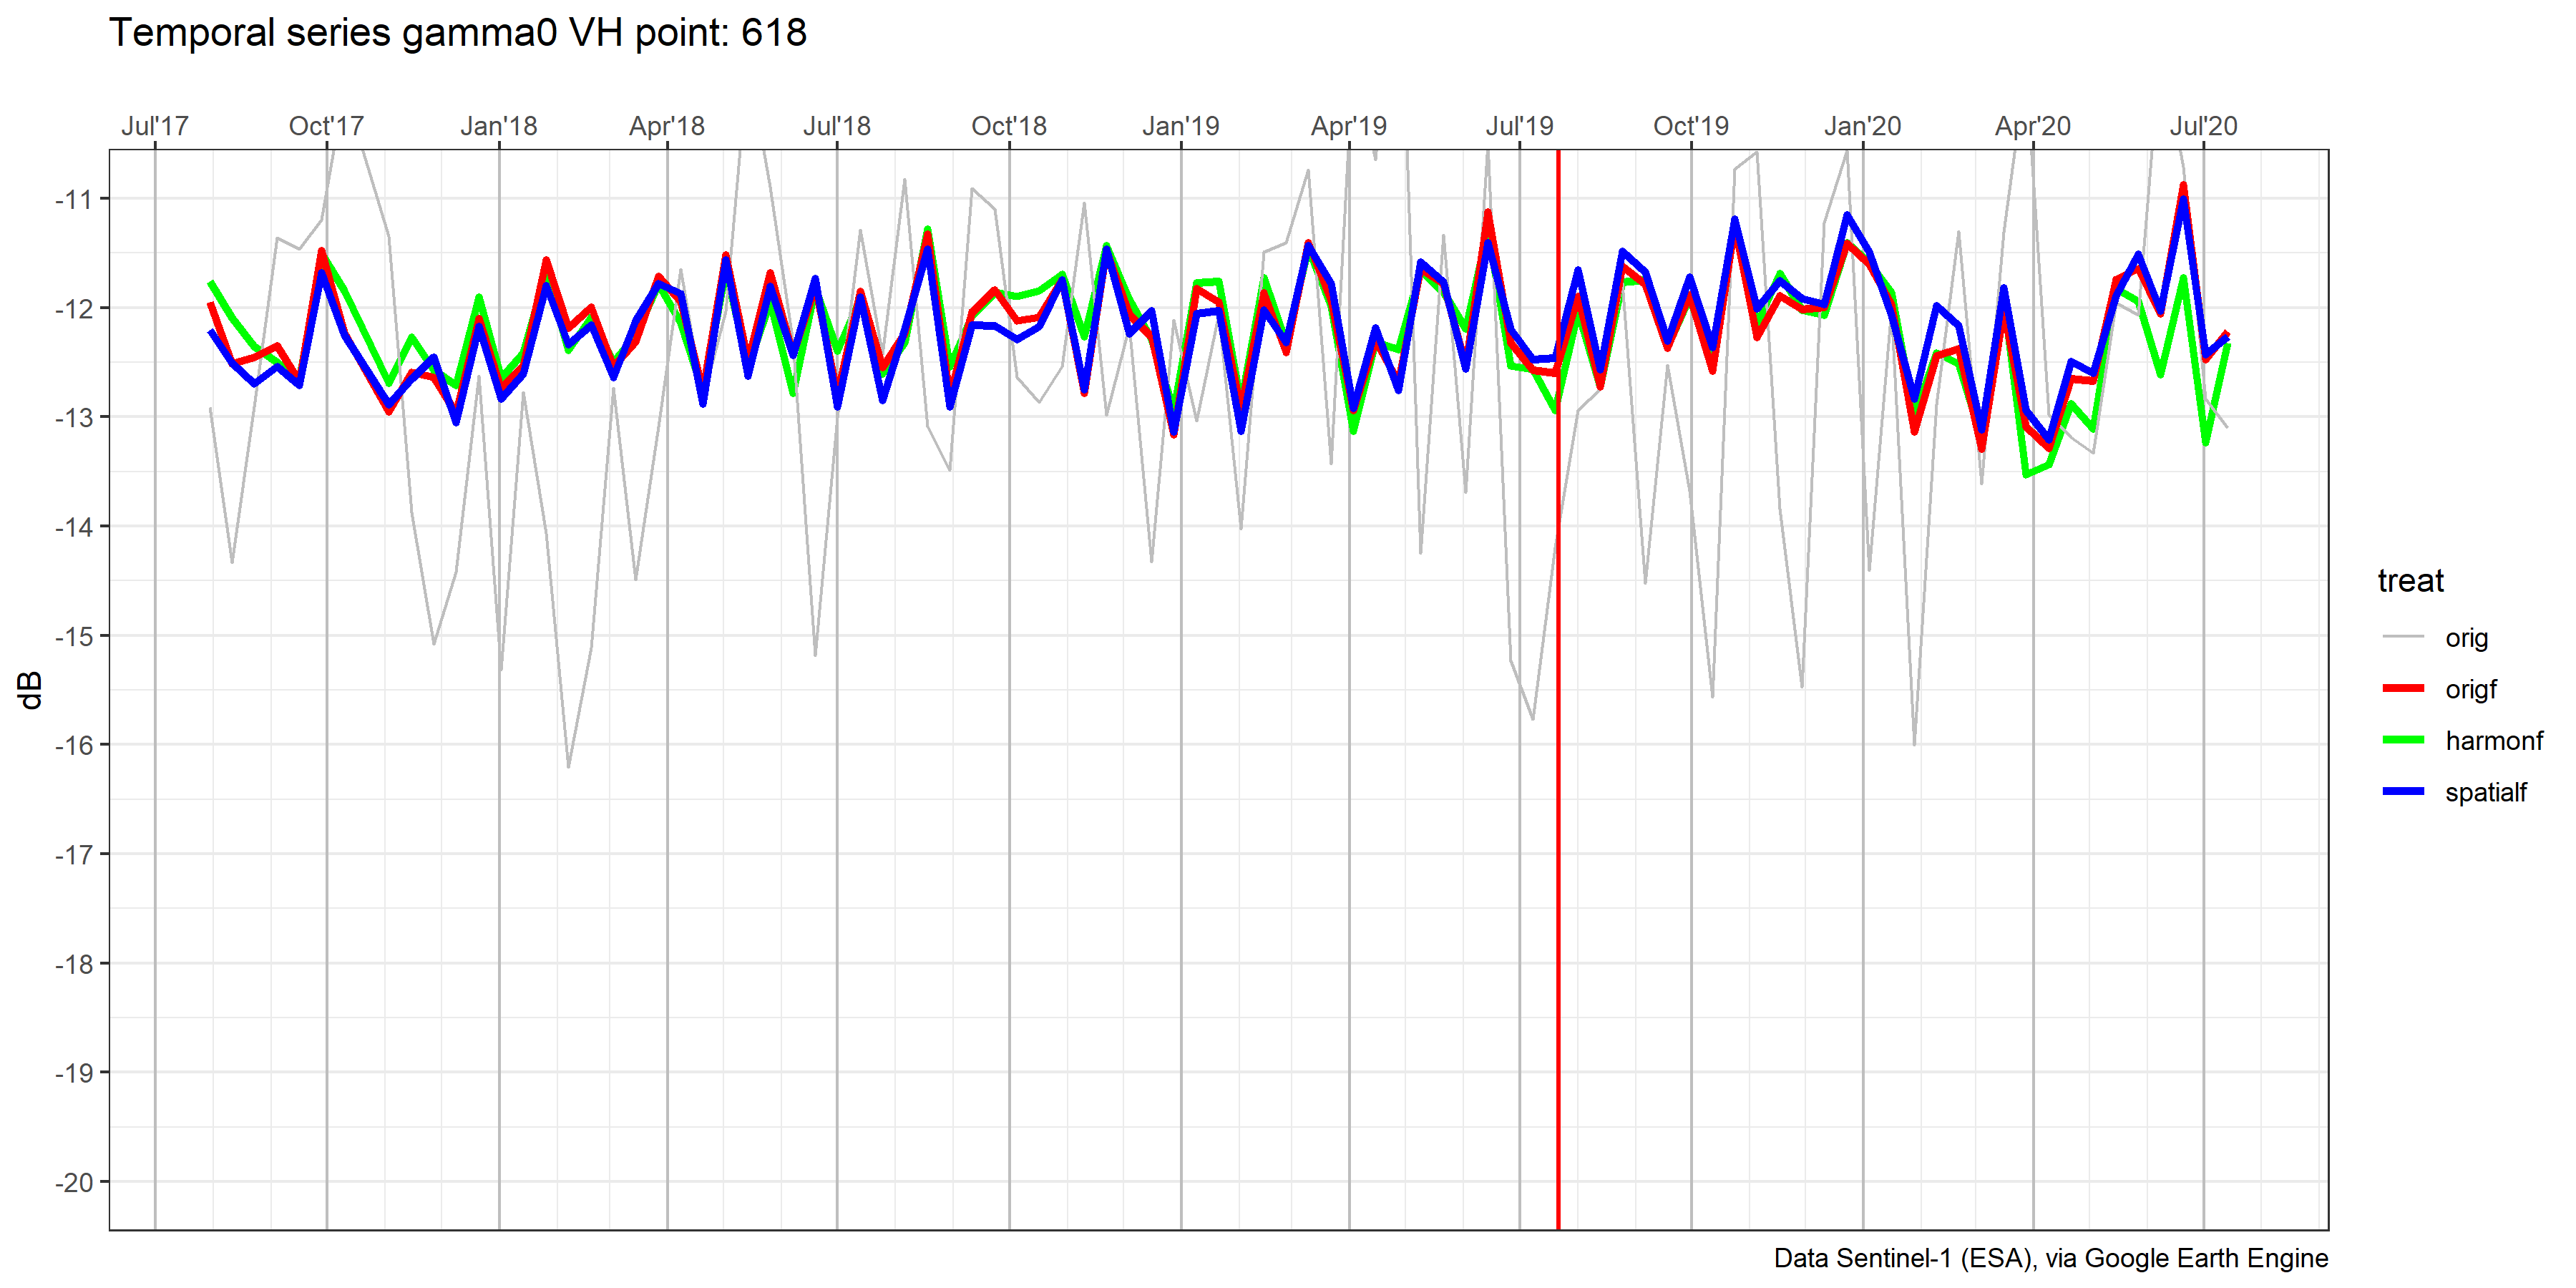 Temporal series gamma0 VH point: 618
Jul'17 Oct'17 Jan'18 Apr'18 Jul'18 Oct'18 Jan'19 Apr'19 Jul'19 Oct'19 Jan'20 Apr'20 Jul'20
-11
-12
-13
-14
-15
-16
-17
-18
-19
-20
dB
treat
orig
origf
harmonf
spatialf
Data Sentinel-1 (ESA), via Google Earth Engine